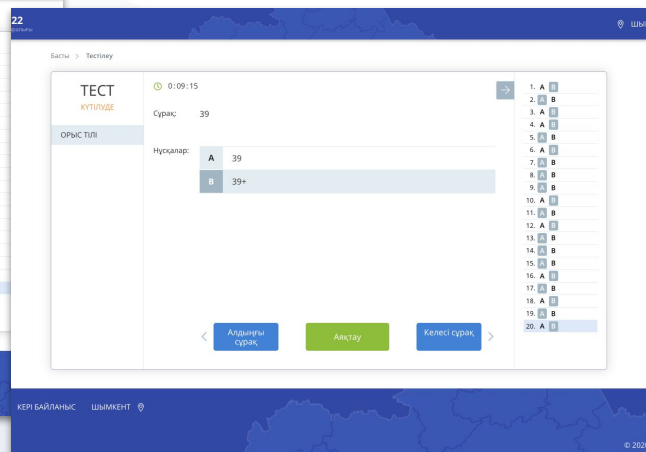 22
ШЫМ
Басты > Тестілеу
ТЕСТ
КҮТІЛУДЕ
ОРЫС ТІЛІ
0:09:15
Сұрақ: 39
Нұсқалар:
A 39
B 39+
Алдыңғы сұрақ
Аяқтау
Келесі сұрақ
1. A B
2. A B
3. A B
4. A B
5. A B
6. A B
7. A B
8. A B
9. A B
10. A B
11. A B
12. A B
13. A B
14. A B
15. A B
16. A B
17. A B
18. A B
19. A B
20. A B
КЕРІ БАЙЛАНЫС ШЫМКЕНТ
© 2020